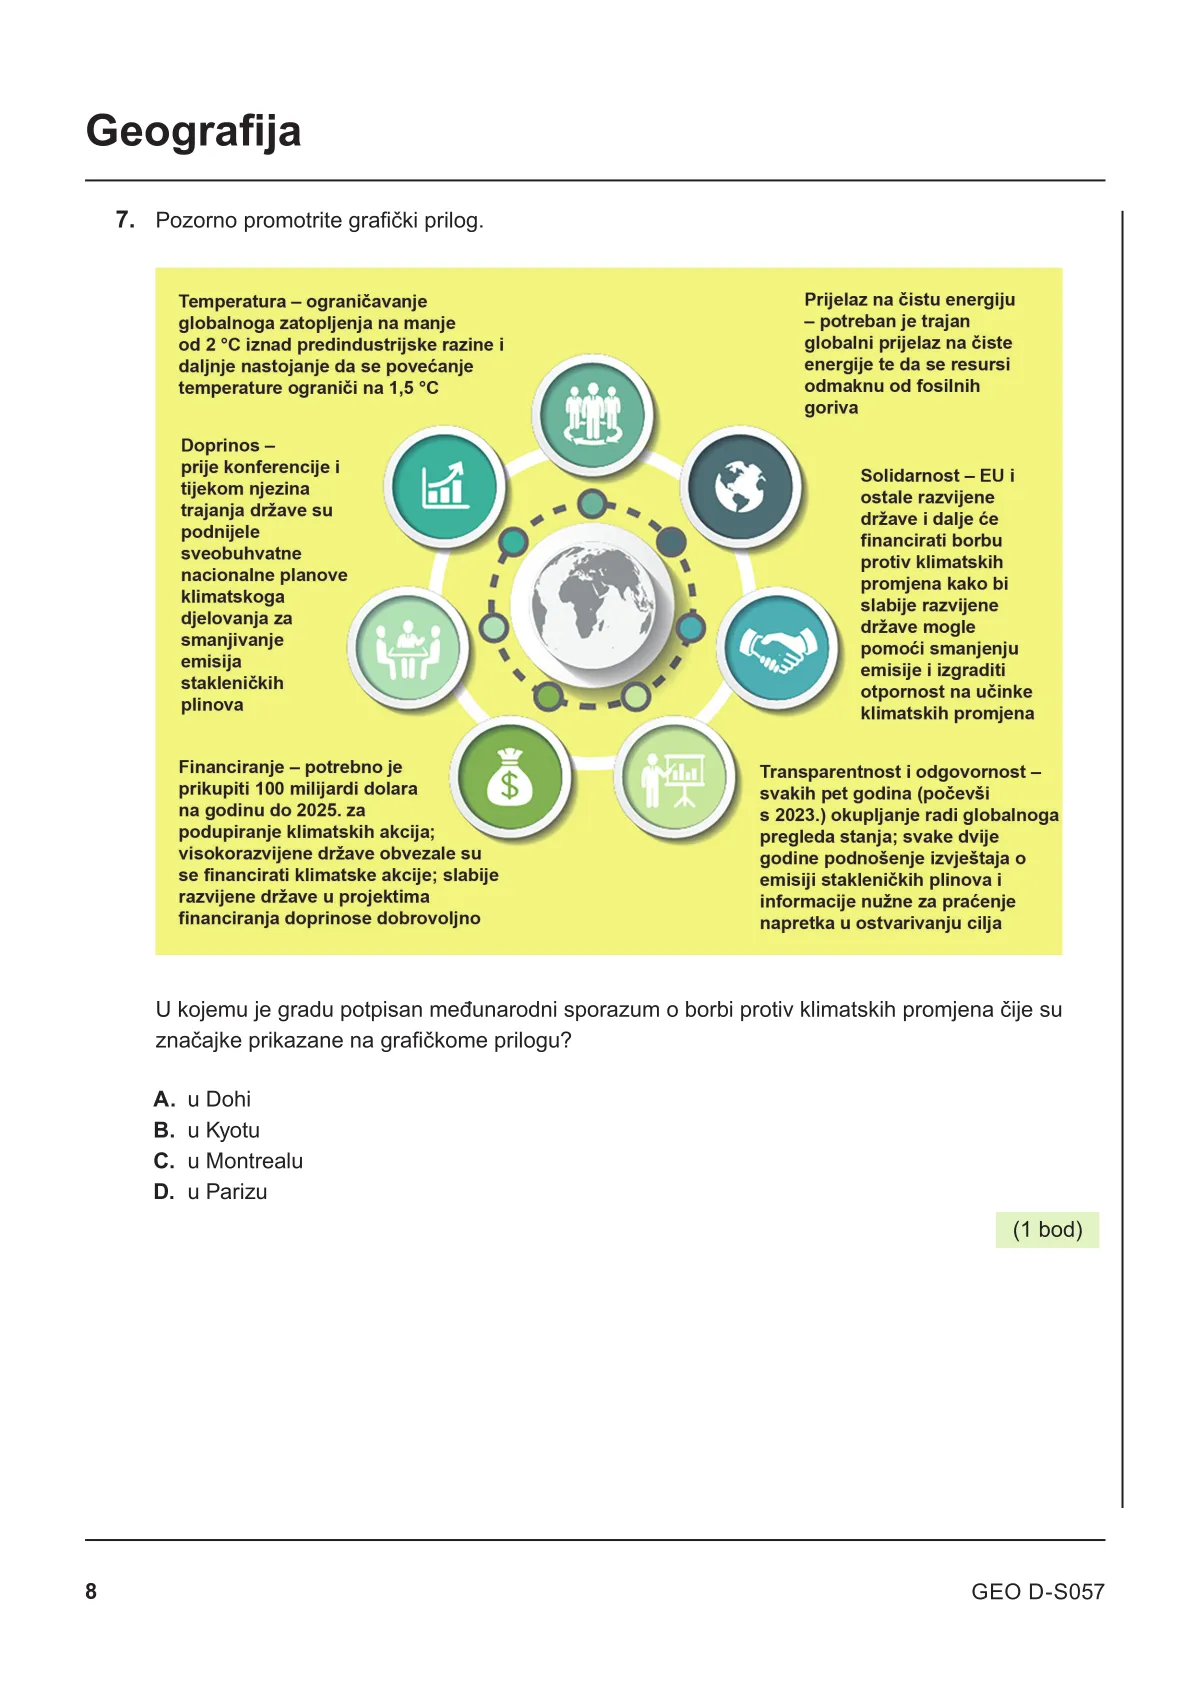 Geografija
7. Pozorno promotrite grafički prilog.
Temperatura – ograničavanje
globalnoga zatopljenja na manje
od 2 °C iznad predindustrijske razine i
daljnje nastojanje da se povećanje
temperature ograniči na 1,5 °C
Prijelaz na čistu energiju
– potreban je trajan
globalni prijelaz na čiste
energije te da se resursi
odmaknu od fosilnih
goriva
Doprinos –
prije konferencije i
tijekom njezina
trajanja države su
podnijele
sveobuhvatne
nacionalne planove
klimatskoga
djelovanja za
smanjivanje
emisija
stakleničkih
plinova
Solidarnost – EU i
ostale razvijene
države i dalje će
financirati borbu
protiv klimatskih
promjena kako bi
slabije razvijene
države mogle
pomoći smanjenju
emisije i izgraditi
otpornost na učinke
klimatskih promjena
Financiranje – potrebno je
prikupiti 100 milijardi dolara
na godinu do 2025. za
podupiranje klimatskih akcija;
visokorazvijene države obvezale su
se financirati klimatske akcije; slabije
razvijene države u projektima
financiranja doprinose dobrovoljno
$
Transparentnost i odgovornost –
svakih pet godina (počevši
s 2023.) okupljanje radi globalnoga
pregleda stanja; svake dvije
godine podnošenje izvještaja o
emisiji stakleničkih plinova i
informacije nužne za praćenje
napretka u ostvarivanju cilja
U kojemu je gradu potpisan međunarodni sporazum o borbi protiv klimatskih promjena čije su
značajke prikazane na grafičkome prilogu?
A. u Dohi
B. u Kyotu
C. u Montrealu
D. u Parizu
(1 bod)
8
GEO D-S057